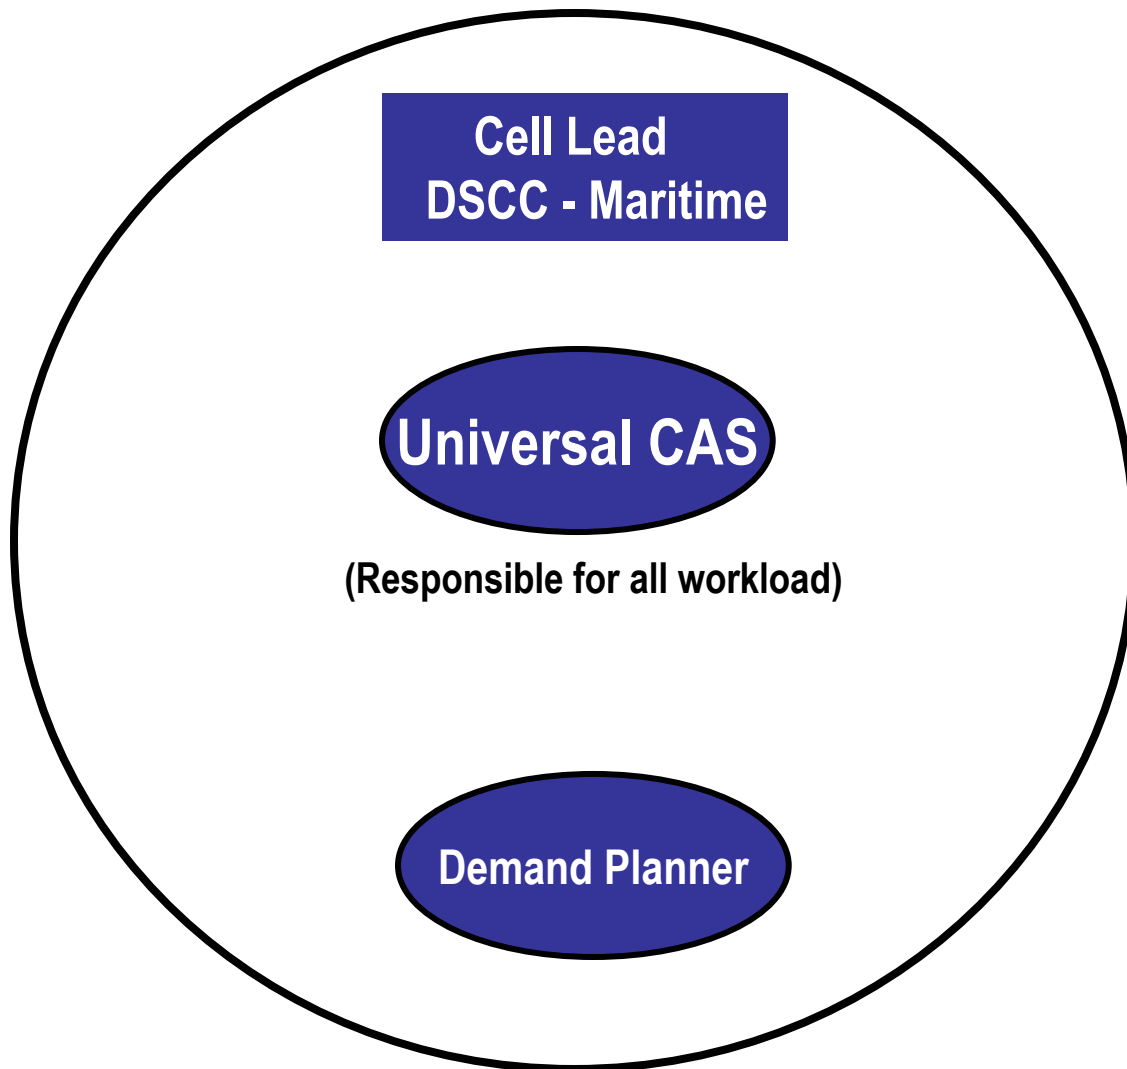 Cell Lead
DSCC - Maritime
Universal CAS
(Responsible for all workload)
Demand Planner